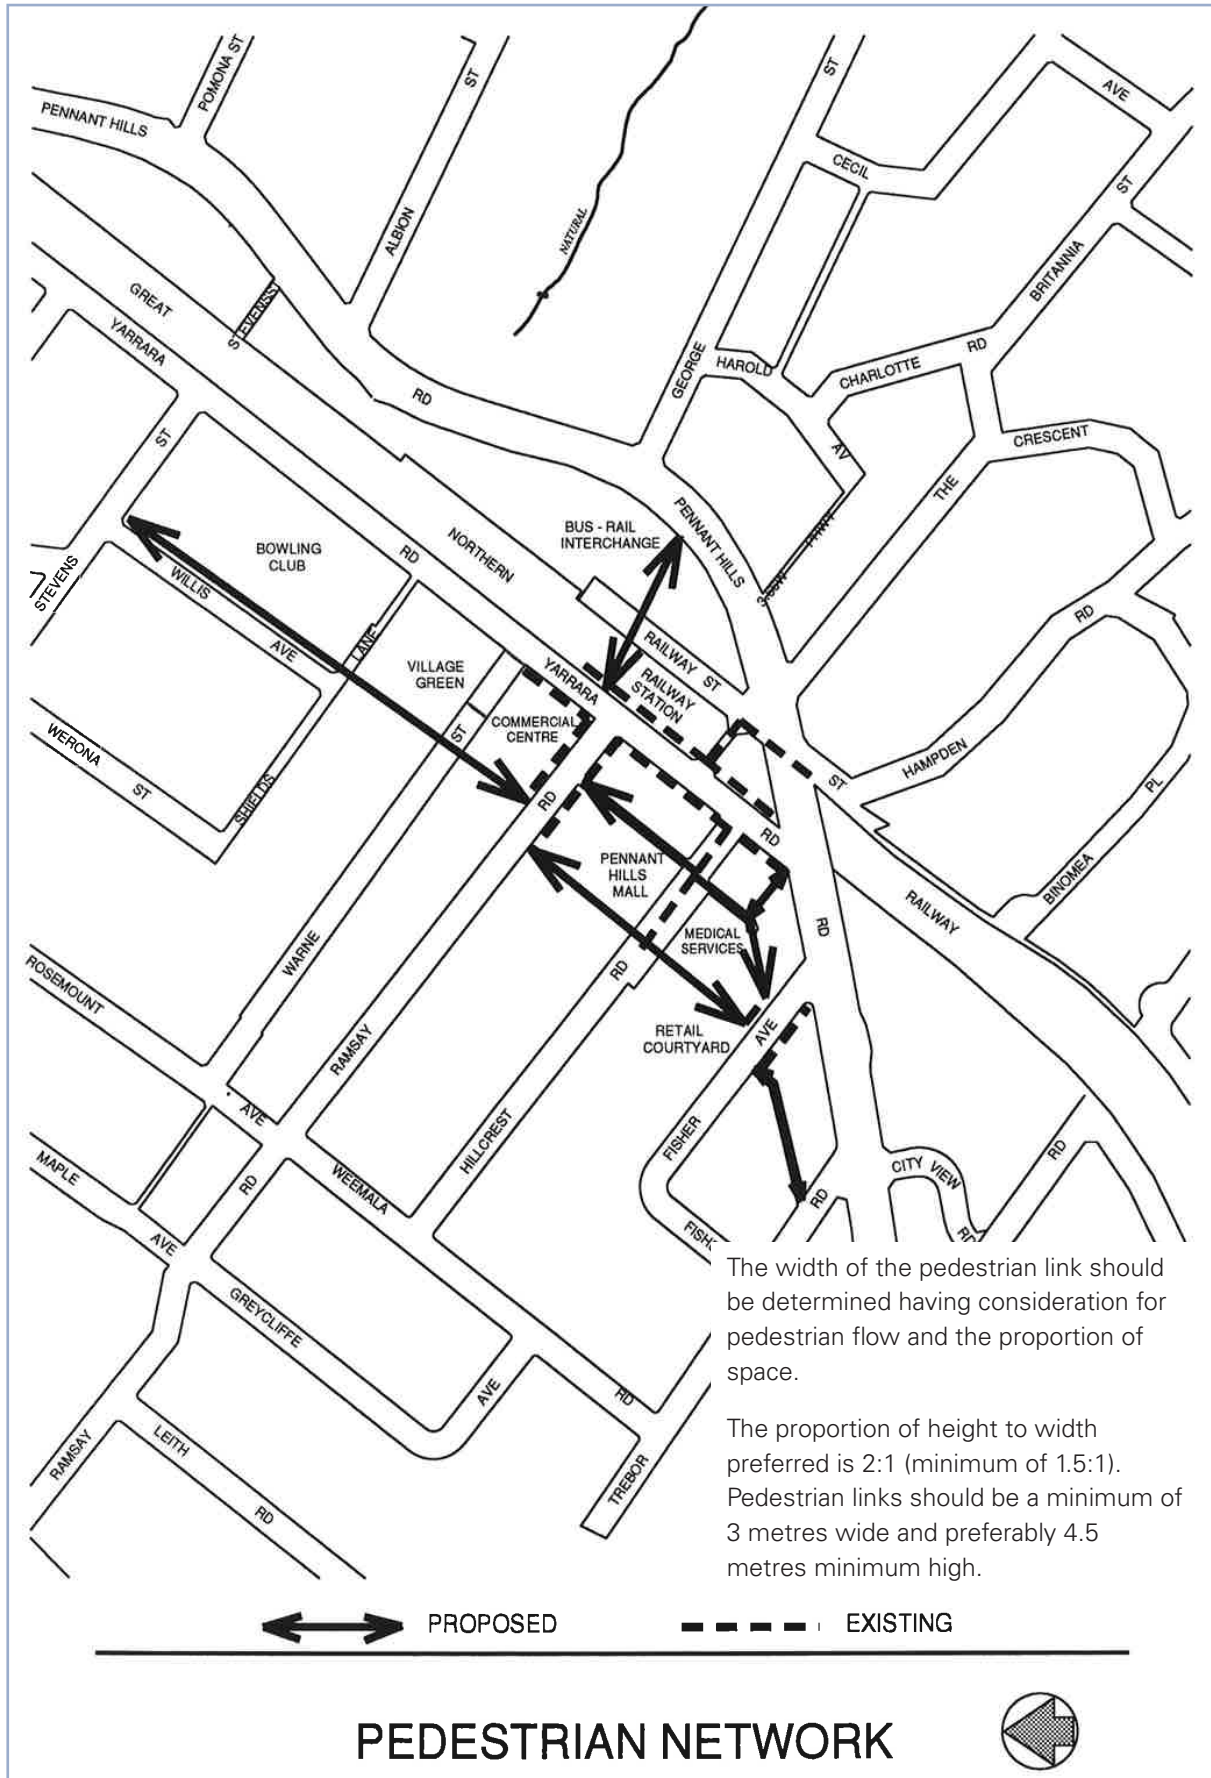 POMONA ST
PENNANT HILLS
ST
ALBION
NATURAL
ST
AVE
CECIL
ST
BRITANNIA
GREAT
YARRARA
STEVENS ST
RD
GEORGE
HAROLD
CHARLOTTE
RD
AV
CRESCENT
THE
ST
BOWLING
CLUB
RD
NORTHERN
BUS - RAIL
INTERCHANGE
PENNANT HILLS
STEVENS
WILLIS
AVE
LANE
VILLAGE
GREEN
YARRARA
RAILWAY ST
RAILWAY
STATION
RD
COMMERCIAL
CENTRE
ST
WERONA
ST
SHIELDS
RD
HAMPDEN
ST
RD
PL
BINOMEA
PENNANT
HILLS
MALL
MEDICAL
SERVICES
RD
RAILWAY
RD
WARNE
ROSEMOUNT
RAMSAY
RETAIL
COURTYARD
AVE
AVE
HILLCREST
FISHER
MAPLE
AVE
RD
WEEMALA
CITY VIEW
RD
RD
RD
FISH
GREYCLIFFE
AVE
RD
RAMSAY
LEITH
RD
TREBOR
The width of the pedestrian link should
be determined having consideration for
pedestrian flow and the proportion of
space.
The proportion of height to width
preferred is 2:1 (minimum of 1.5:1).
Pedestrian links should be a minimum of
3 metres wide and preferably 4.5
metres minimum high.
PROPOSED
EXISTING
PEDESTRIAN NETWORK